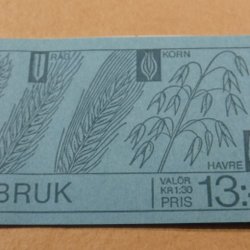 RÅG
KORN
HAVRE
BRUK
VALÖR
KR 1:30
PRIS
13: